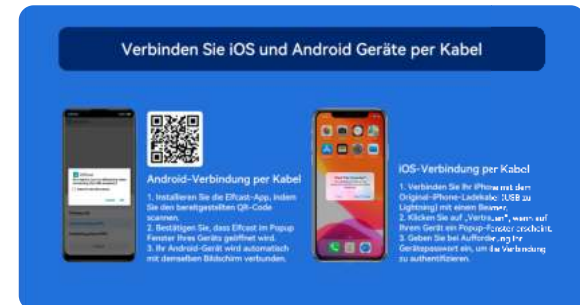 Verbinden Sie iOS und Android Geräte per Kabel
Android-Verbindung per Kabel
1. Installieren Sie die Elfcast-App, indem
Sie den bereitgestellten QR-Code
scannen.
2. Bestätigen Sie, dass Elfcast im Popup
Fenster Ihres Geräts geöffnet wird.
3. Ihr Android-Gerät wird automatisch
mit demselben Bildschirm verbunden.
iOS-Verbindung per Kabel
1. Verbinden Sie Ihr iPhone mit dem
Original-iPhone-Ladekabel (USB zu
Lightning) mit einem Beamer.
2. Klicken Sie auf „Vertrauen", wenn auf
Ihrem Gerät ein Popup-Fenster erscheint.
3. Geben Sie bei Aufforderung Ihr
Gerätepasswort ein, um die Verbindung
zu authentifizieren.